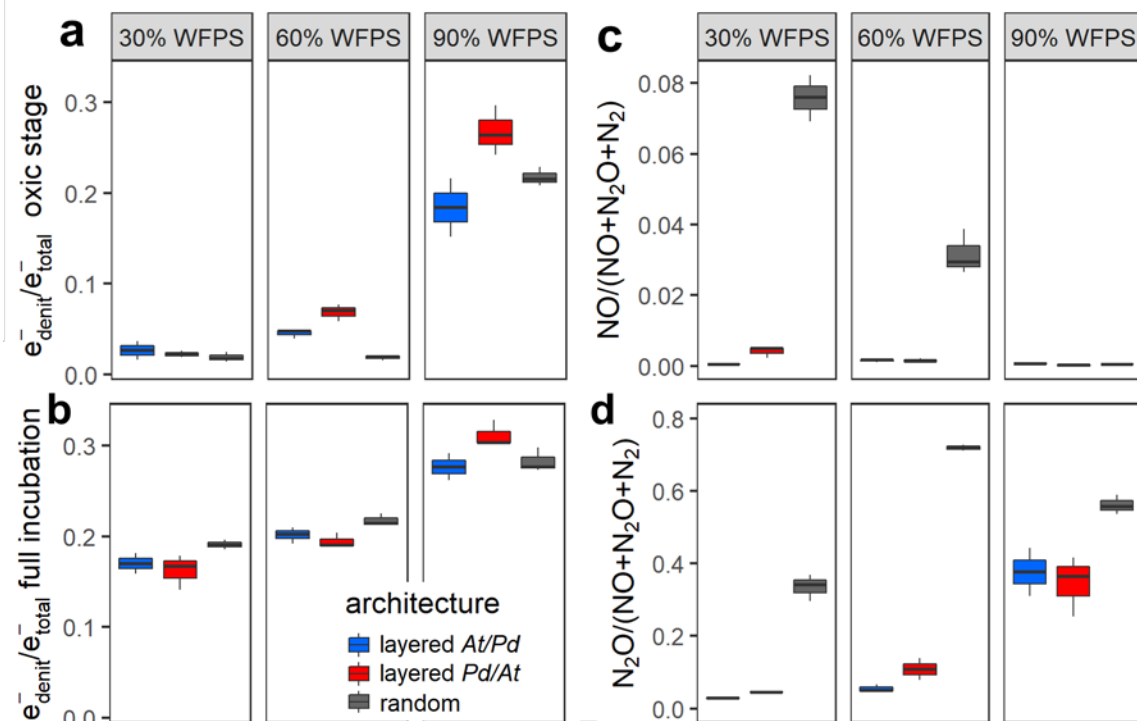 a
30% WFPS 60% WFPS 90% WFPS
e⁻denit/e⁻total oxic stage
0.3
0.2
0.1
0.0
b
e⁻denit/e⁻total full incubation
0.3
0.2
0.1
0.0
architecture
layered At/Pd
layered Pd/At
random
c
30% WFPS 60% WFPS 90% WFPS
NO/(NO+N₂O+N₂)
0.08
0.06
0.04
0.02
0.00
d
N₂O/(NO+N₂O+N₂)
0.8
0.6
0.4
0.2
0.0